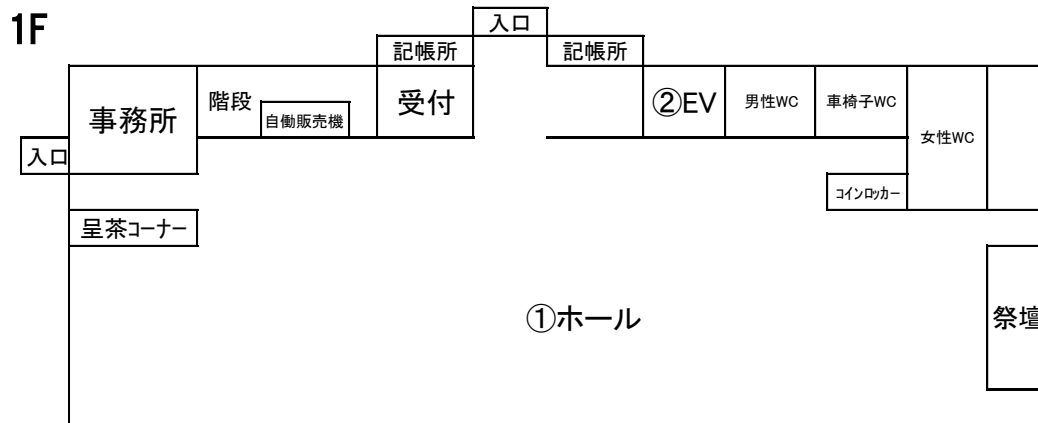 1F
入口
記帳所
記帳所
事務所
階段
自働販売機
受付
②EV
男性WC
車椅子WC
女性WC
入口
コインロッカー
呈茶コーナー
①ホール
祭壇